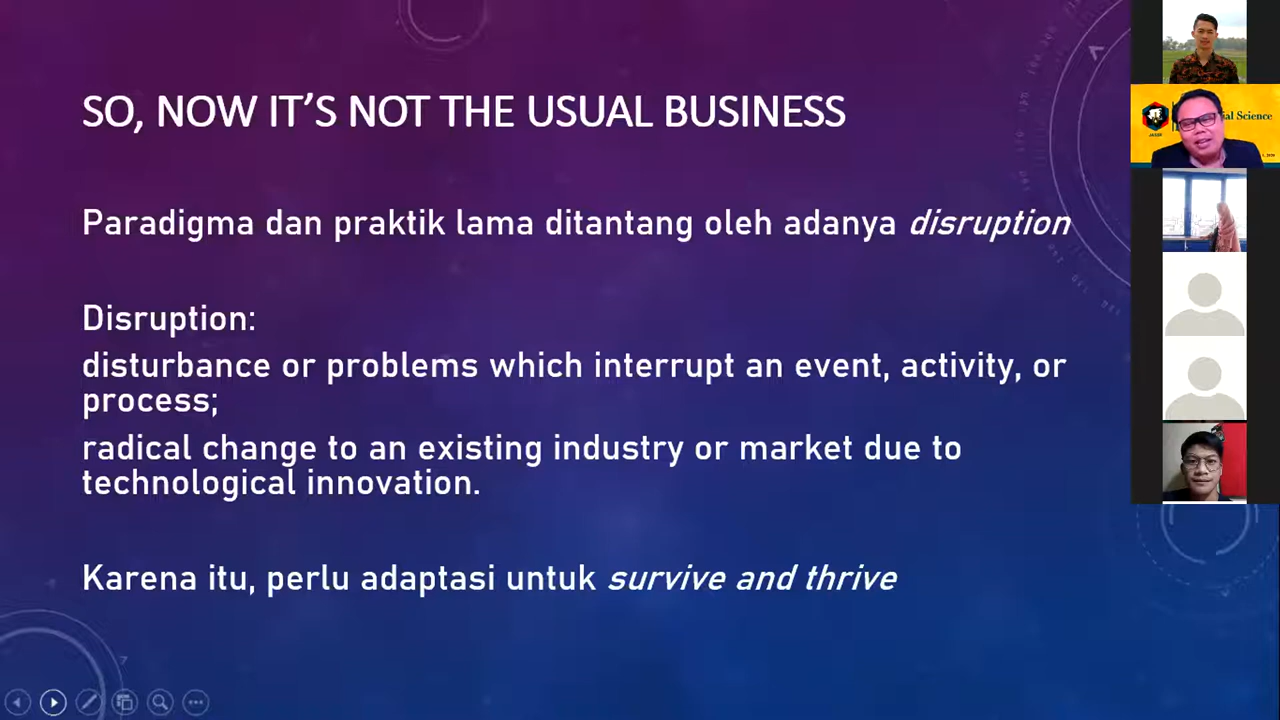 SO, NOW IT'S NOT THE USUAL BUSINESS
Paradigma dan praktik lama ditantang oleh adanya disruption
Disruption:
disturbance or problems which interrupt an event, activity, or
process;
radical change to an existing industry or market due to
technological innovation.
Karena itu, perlu adaptasi untuk survive and thrive
Science